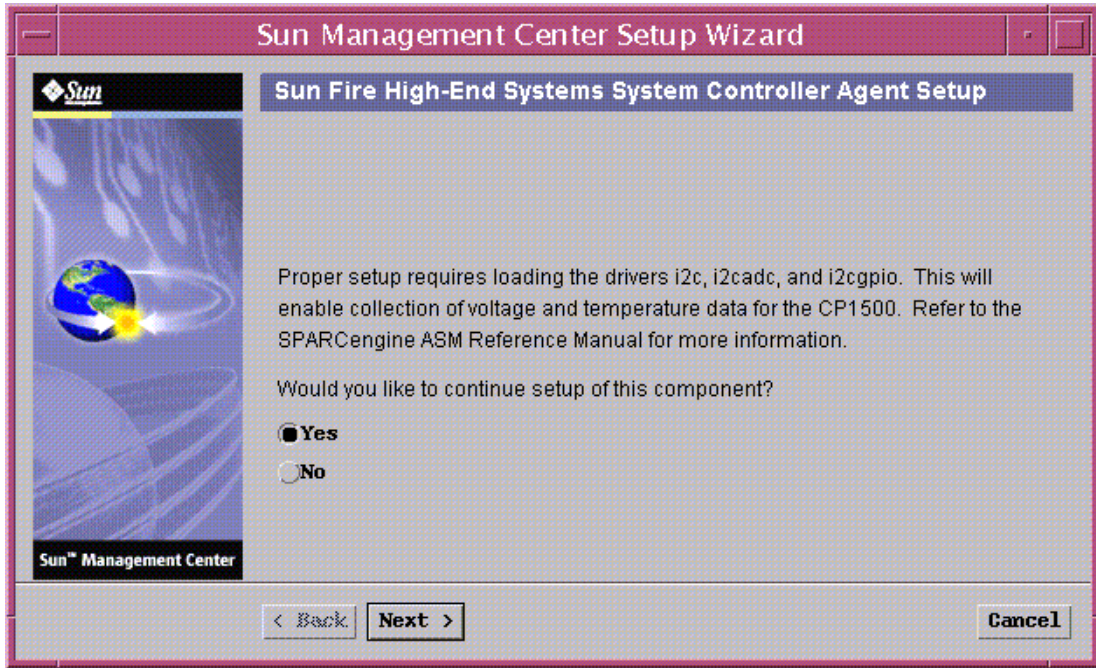 Sun Management Center Setup Wizard
Sun
Sun Fire High-End Systems System Controller Agent Setup
Proper setup requires loading the drivers i2c, i2cadc, and i2cgpio. This will
enable collection of voltage and temperature data for the CP1500. Refer to the
SPARCengine ASM Reference Manual for more information.
Would you like to continue setup of this component?
Yes
No
Sun™ Management Center
< Back
Next >
Cancel